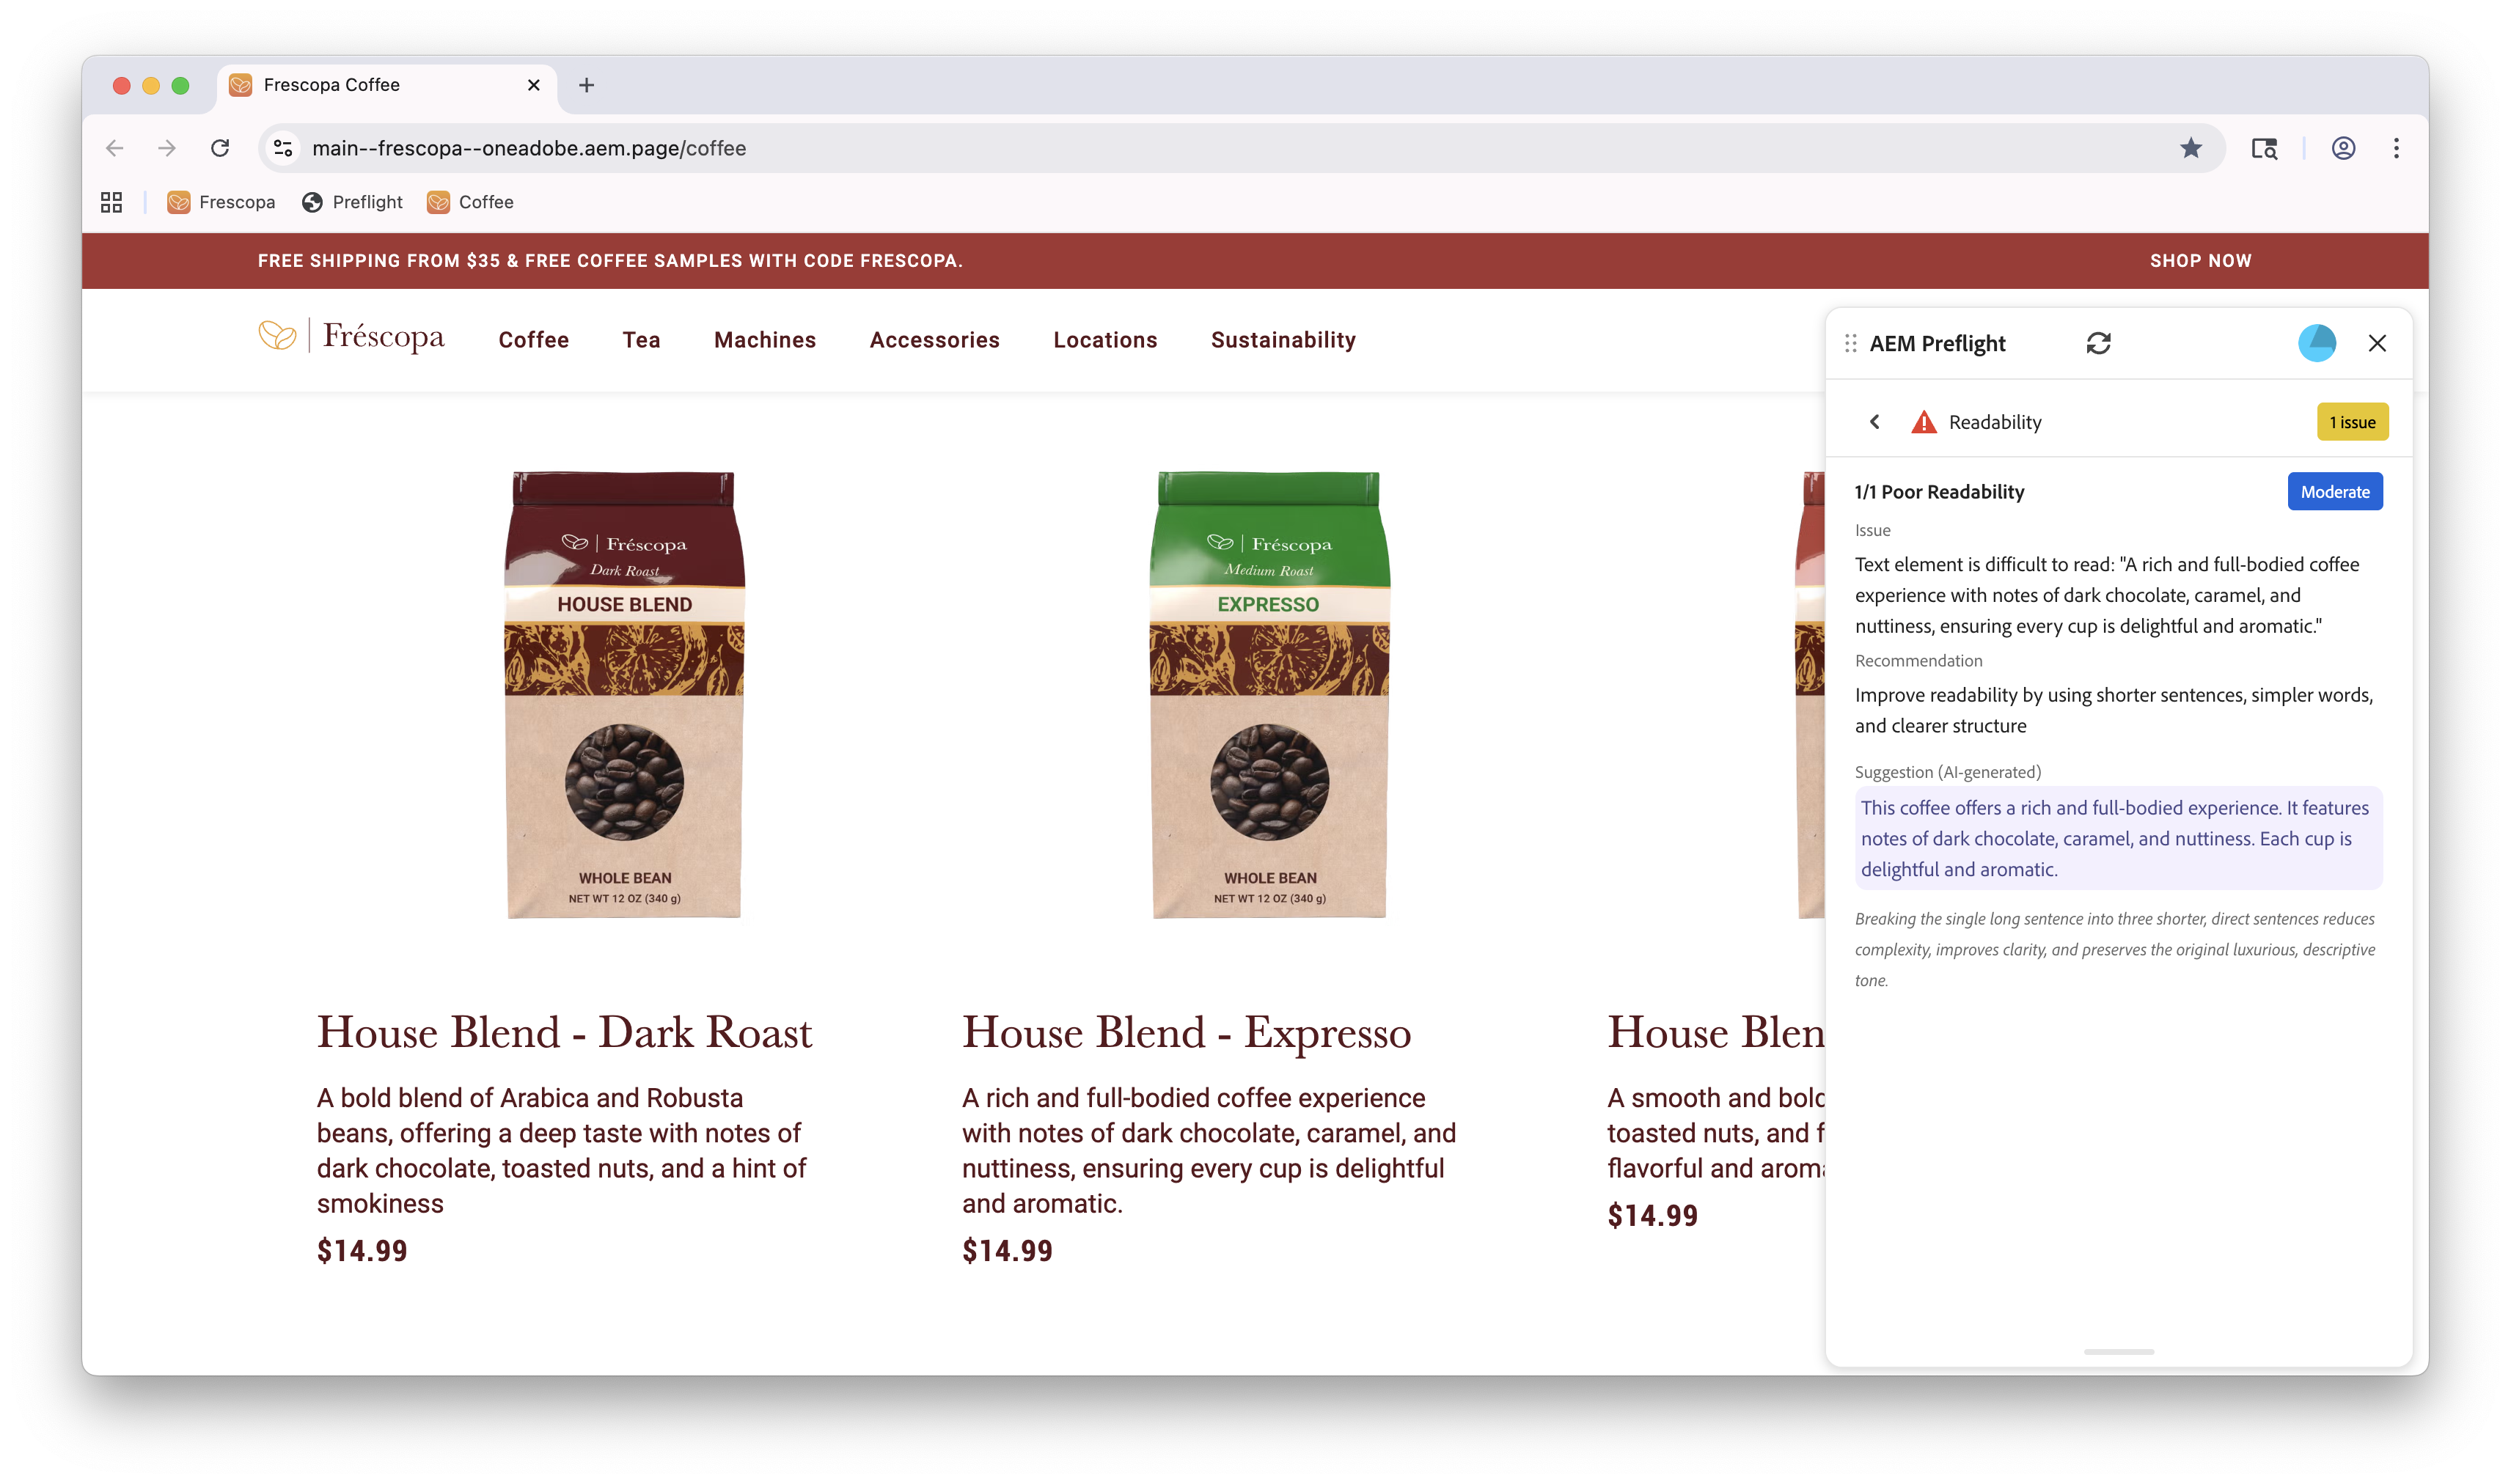 Frescopa Coffee
main--frescopa--oneadobe.aem.page/coffee
Frescopa
Preflight
Coffee
FREE SHIPPING FROM $35 & FREE COFFEE SAMPLES WITH CODE FRESCOPA.
SHOP NOW
Fréscopa
Coffee
Tea
Machines
Accessories
Locations
Sustainability
Fréscopa
Dark Roast
HOUSE BLEND
WHOLE BEAN
NET WT 12 OZ (340 g)
House Blend - Dark Roast
A bold blend of Arabica and Robusta
beans, offering a deep taste with notes of
dark chocolate, toasted nuts, and a hint of
smokiness
$14.99
Fréscopa
Medium Roast
EXPRESSO
WHOLE BEAN
NET WT 12 OZ (340 g)
House Blend - Expresso
A rich and full-bodied coffee experience
with notes of dark chocolate, caramel, and
nuttiness, ensuring every cup is delightful
and aromatic.
$14.99
House Blen
A smooth and bold
toasted nuts, and f
flavorful and aroma
$14.99
AEM Preflight
Readability
1 issue
1/1 Poor Readability
Moderate
Issue
Text element is difficult to read: "A rich and full-bodied coffee
experience with notes of dark chocolate, caramel, and
nuttiness, ensuring every cup is delightful and aromatic."
Recommendation
Improve readability by using shorter sentences, simpler words,
and clearer structure
Suggestion (AI-generated)
This coffee offers a rich and full-bodied experience. It features
notes of dark chocolate, caramel, and nuttiness. Each cup is
delightful and aromatic.
Breaking the single long sentence into three shorter, direct sentences reduces
complexity, improves clarity, and preserves the original luxurious, descriptive
tone.